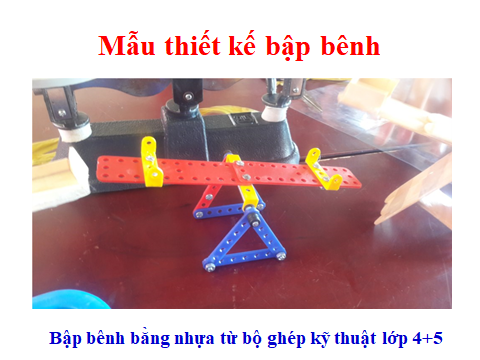 Mẫu thiết kế bập bênh
Bập bênh bằng nhựa từ bộ ghép kỹ thuật lớp 4+5